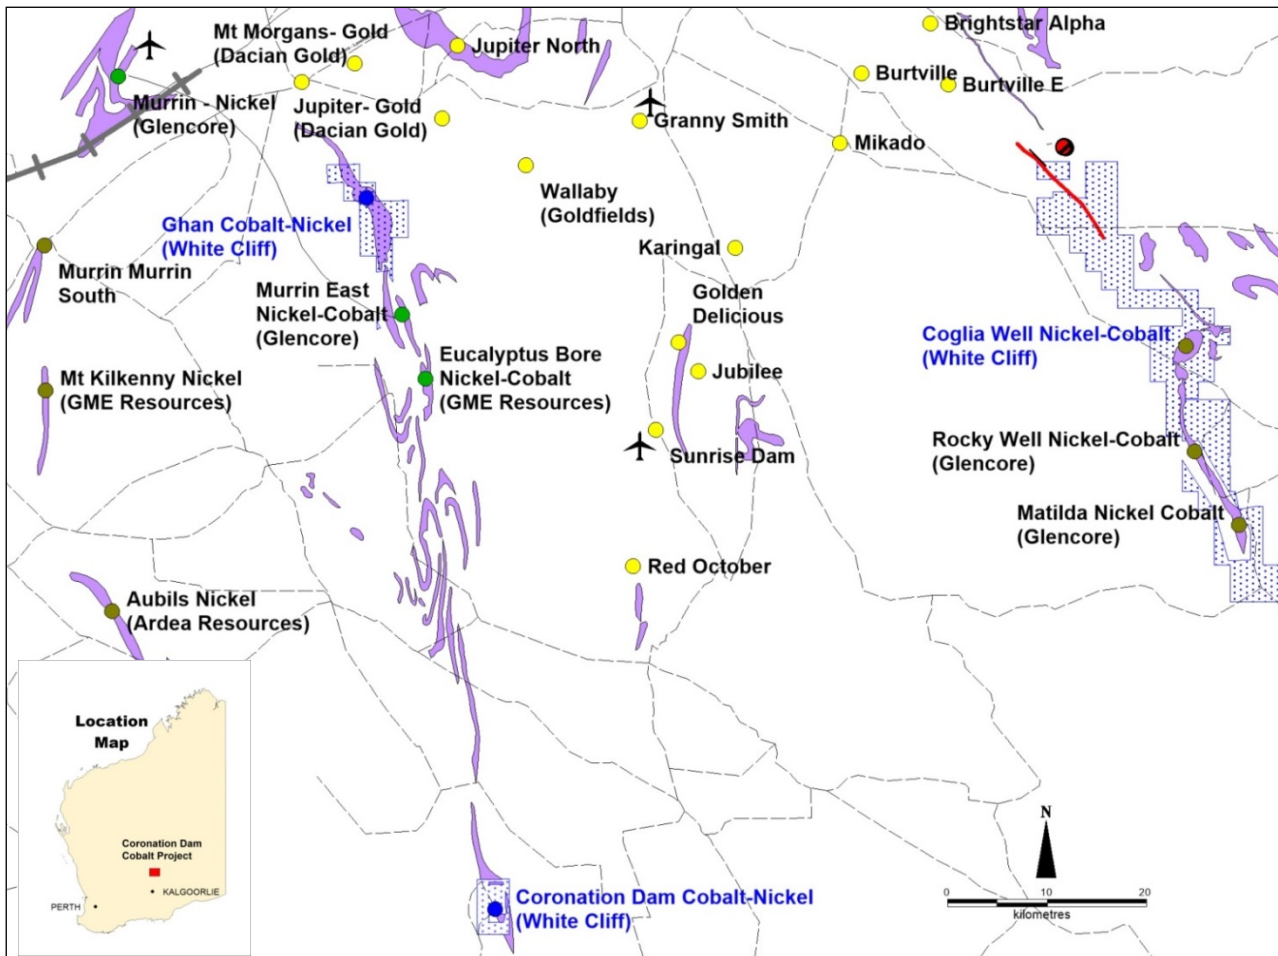 Brightstar Alpha
Mt Morgans- Gold
(Dacian Gold)
Jupiter North
Burtville
Burtville E
Murrin - Nickel
(Glencore)
Jupiter- Gold
(Dacian Gold)
Granny Smith
Mikado
Wallaby
(Goldfields)
Ghan Cobalt-Nickel
(White Cliff)
Karingal
Murrin Murrin
South
Murrin East
Nickel-Cobalt
(Glencore)
Golden
Delicious
Coglia Well Nickel-Cobalt
(White Cliff)
Eucalyptus Bore
Nickel-Cobalt
(GME Resources)
Jubilee
Mt Kilkenny Nickel
(GME Resources)
Sunrise Dam
Rocky Well Nickel-Cobalt
(Glencore)
Matilda Nickel Cobalt
(Glencore)
Red October
Aubils Nickel
(Ardea Resources)
Location
Map
Coronation Dam
Cobalt Project
KALGOORLIE
PERTH
N
0 10 20
kilometres
Coronation Dam Cobalt-Nickel
(White Cliff)